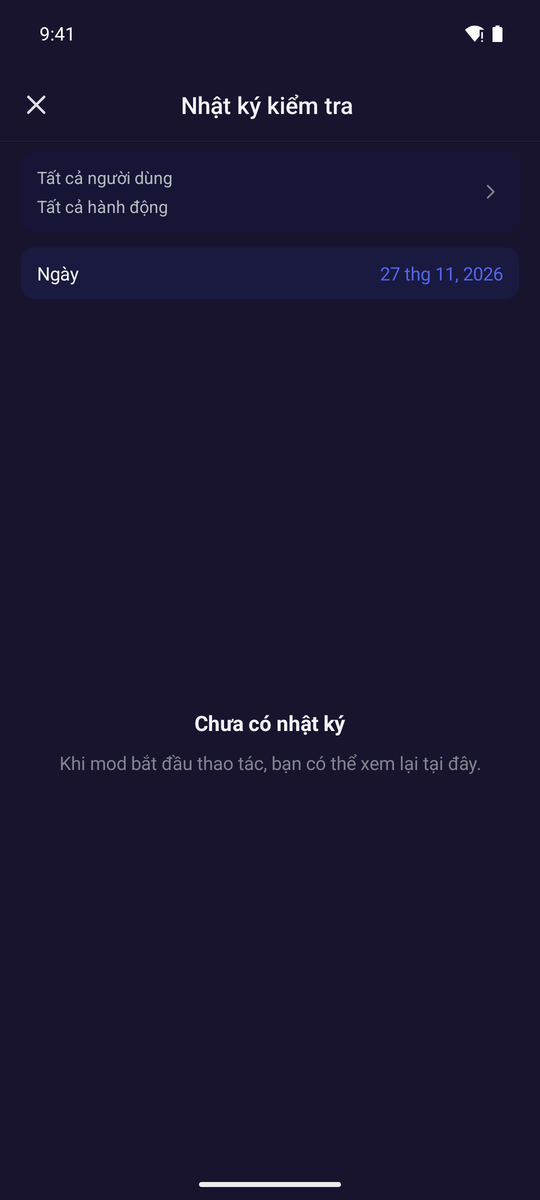 9:41
Nhật ký kiểm tra
Tất cả người dùng
Tất cả hành động
Ngày 27 thg 11, 2026
Chưa có nhật ký
Khi mod bắt đầu thao tác, bạn có thể xem lại tại đây.